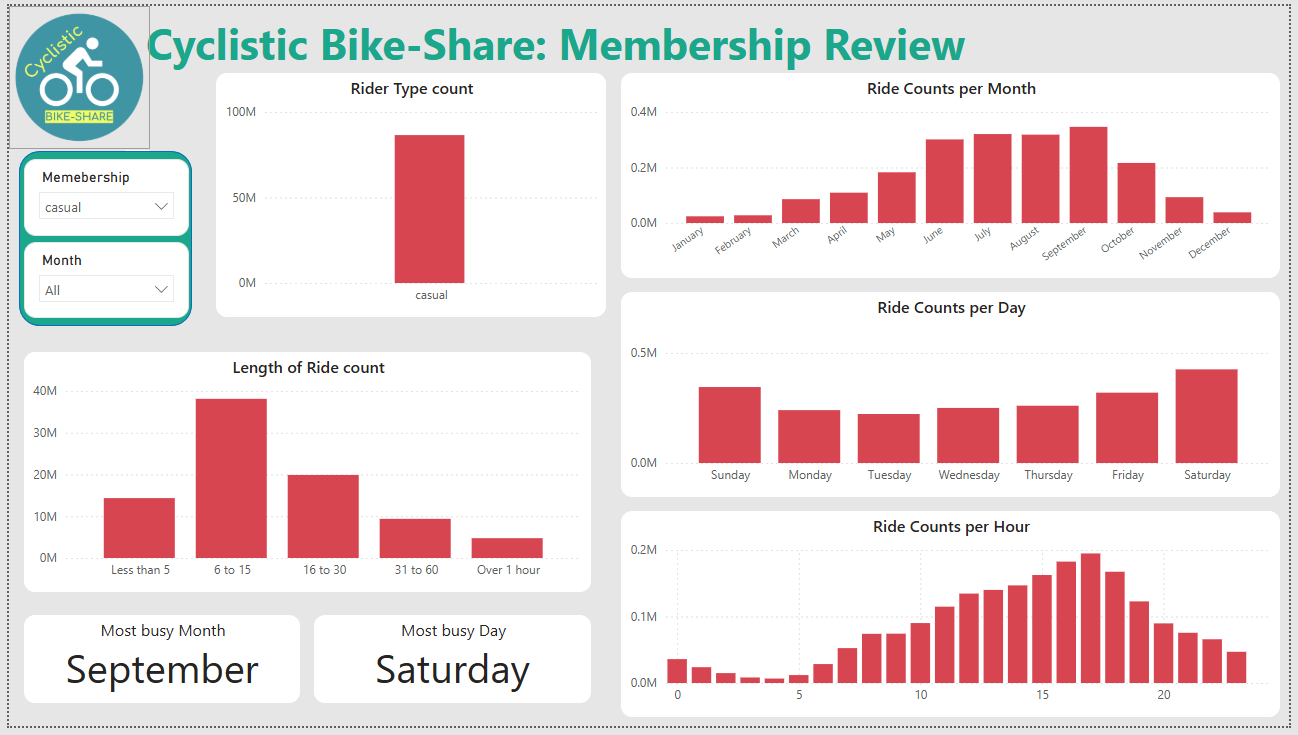 Cyclistic
BIKE-SHARE
Cyclistic Bike-Share: Membership Review
Memebership
casual
Month
All
Rider Type count
100M
50M
0M
casual
Ride Counts per Month
0.4M
0.2M
0.0M
January
February
March
April
May
June
July
August
September
October
November
December
Ride Counts per Day
0.5M
0.0M
Sunday
Monday
Tuesday
Wednesday
Thursday
Friday
Saturday
Length of Ride count
40M
30M
20M
10M
0M
Less than 5
6 to 15
16 to 30
31 to 60
Over 1 hour
Ride Counts per Hour
0.2M
0.1M
0.0M
0
5
10
15
20
Most busy Month
September
Most busy Day
Saturday